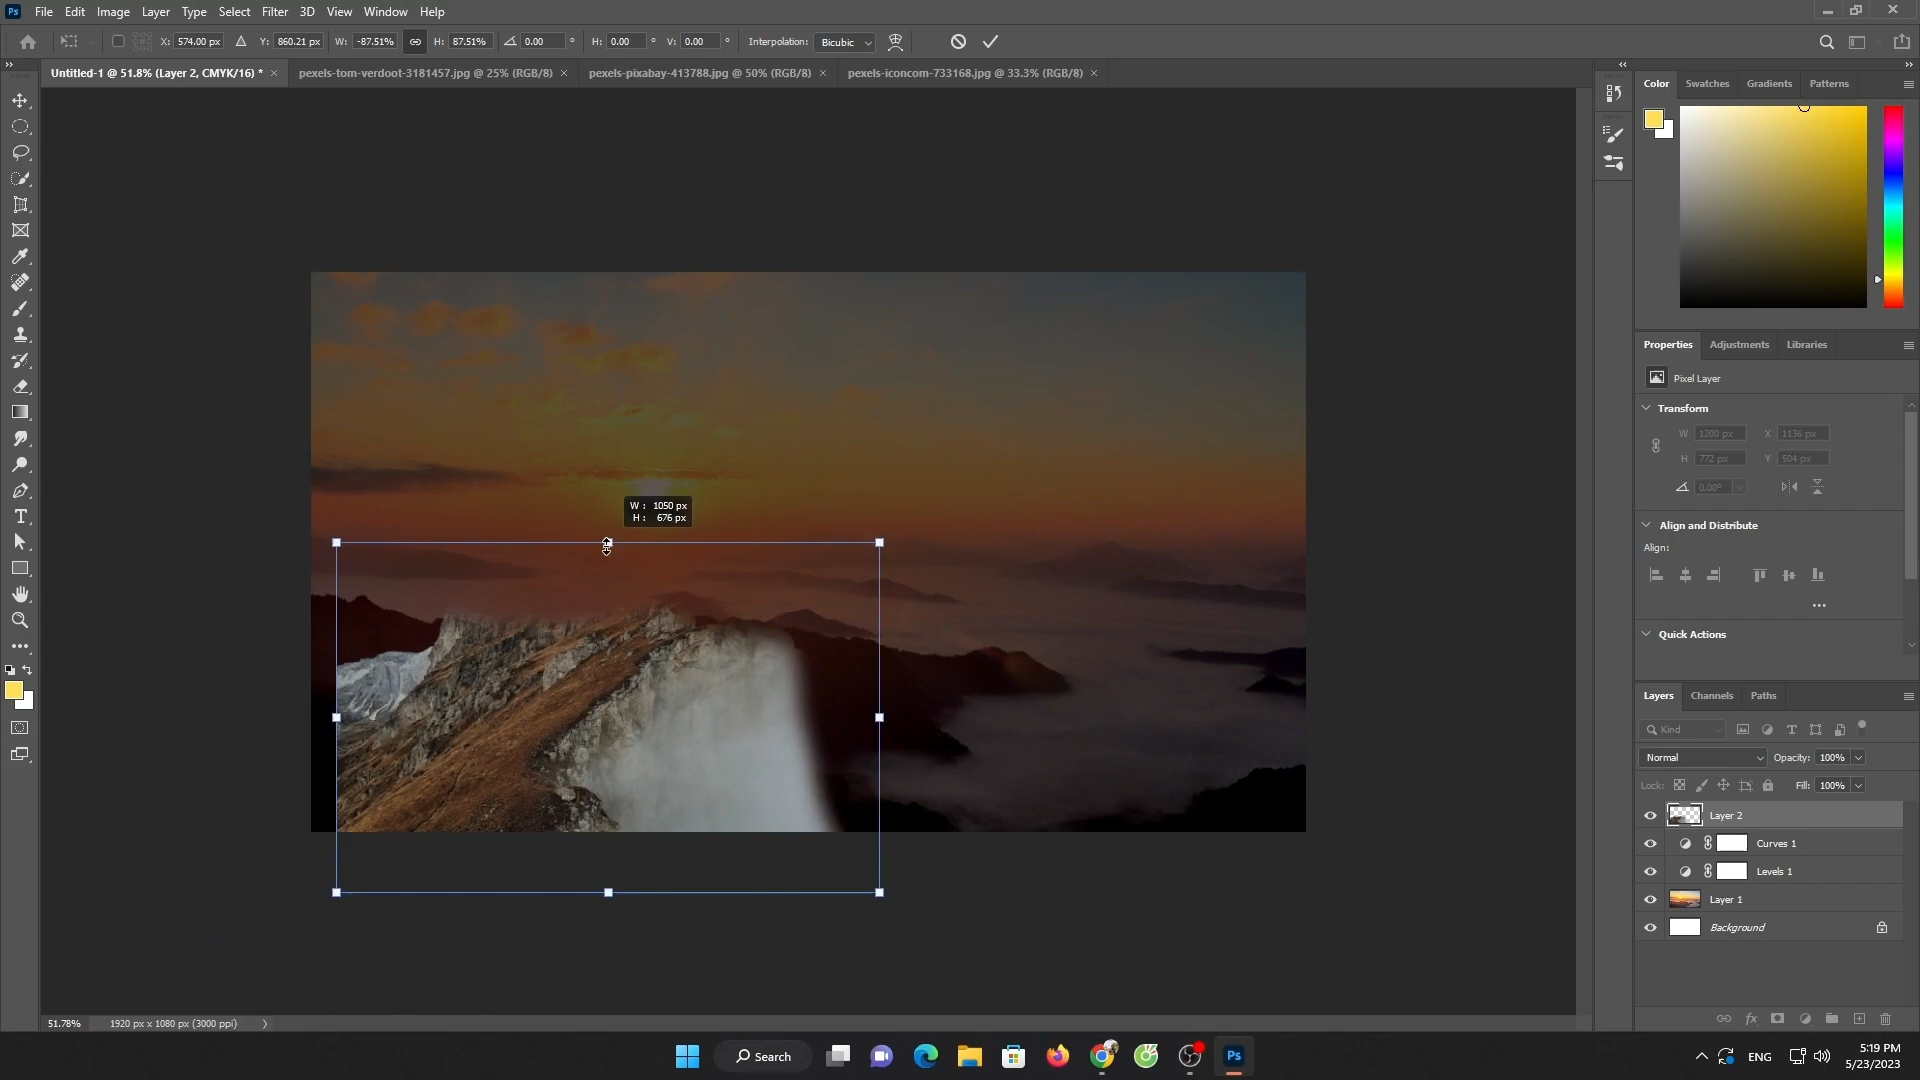 Ps File Edit Image Layer Type Select Filter 3D View Window Help
X: 574.00 px Y: 860.21 px W: -87.51% H: 87.51% 0.00 ° H: 0.00 ° V: 0.00 ° Interpolation: Bicubic
Untitled-1 @ 51.8% (Layer 2, CMYK/16) * × pexels-tom-verdoot-3181457.jpg @ 25% (RGB/8) × pexels-pixabay-413788.jpg @ 50% (RGB/8) × pexels-iconcom-733168.jpg @ 33.3% (RGB/8) ×
Color Swatches Gradients Patterns
Properties Adjustments Libraries
Pixel Layer
Transform
W 1200 px X 1136 px
H 772 px Y 504 px
0.00°
W : 1050 px
H : 676 px
Align and Distribute
Align:
Quick Actions
Layers Channels Paths
Kind
Normal Opacity: 100%
Lock: Fill: 100%
Layer 2
Curves 1
Levels 1
Layer 1
Background
51.78% 1920 px x 1080 px (3000 ppi)
Search
Ps
ENG
5:19 PM
5/23/2023